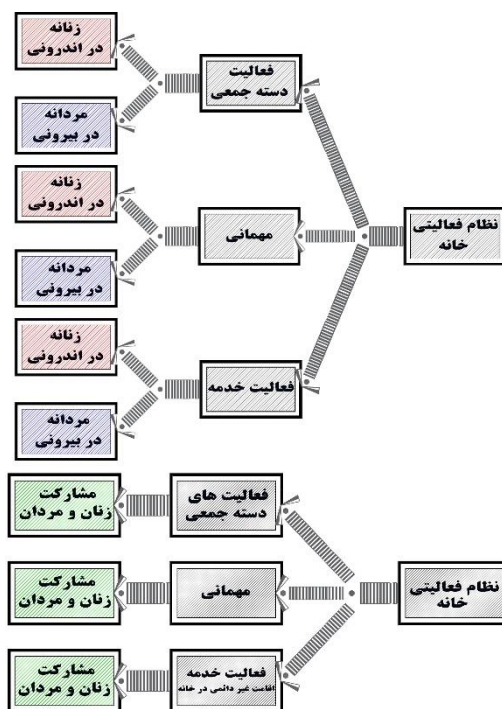 نظام فعالیتی
خانه
فعالیت
دسته جمعی
زنانه
در اندرونی
مردانه
در بیرونی
مهمانی
زنانه
در اندرونی
مردانه
در بیرونی
فعالیت خدمه
زنانه
در اندرونی
مردانه
در بیرونی
نظام فعالیتی
خانه
فعالیت های
دسته جمعی
مشارکت
زنان و مردان
مهمانی
مشارکت
زنان و مردان
فعالیت خدمه
اقامت غیر دائمی در خانه
مشارکت
زنان و مردان